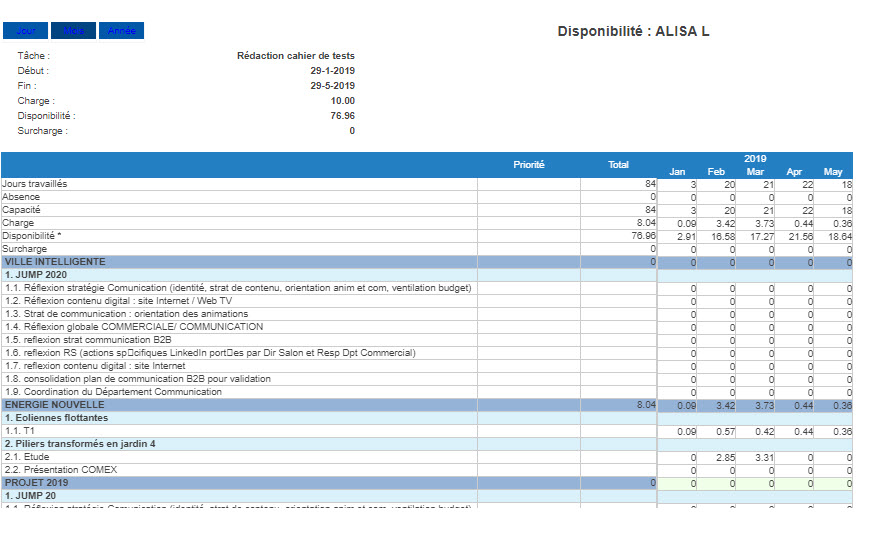 Jour Mois Année
Disponibilité : ALISA L
Tâche : Rédaction cahier de tests
Début : 29-1-2019
Fin : 29-5-2019
Charge : 10.00
Disponibilité : 76.96
Surcharge : 0
Priorité Total 2019
Jan Feb Mar Apr May
Jours travaillés 84 3 20 21 22 18
Absence 0 0 0 0 0 0
Capacité 84 3 20 21 22 18
Charge 8.04 0.09 3.42 3.73 0.44 0.36
Disponibilité * 76.96 2.91 16.58 17.27 21.56 18.64
Surcharge 0 0 0 0 0 0
VILLE INTELLIGENTE 0 0 0 0 0 0
1. JUMP 2020
1.1. Réflexion stratégie Comunication (identité, strat de contenu, orientation anim et com, ventilation budget) 0 0 0 0 0
1.2. Réflexion contenu digital : site Internet / Web TV 0 0 0 0 0
1.3. Strat de communication : orientation des animations 0 0 0 0 0
1.4. Réflexion globale COMMERCIALE/ COMMUNICATION 0 0 0 0 0
1.5. reflexion strat communication B2B 0 0 0 0 0
1.6. reflexion RS (actions sp□cifiques LinkedIn port□es par Dir Salon et Resp Dpt Commercial) 0 0 0 0 0
1.7. reflexion contenu digital : site Internet 0 0 0 0 0
1.8. consolidation plan de communication B2B pour validation 0 0 0 0 0
1.9. Coordination du Département Communication 0 0 0 0 0
ENERGIE NOUVELLE 8.04 0.09 3.42 3.73 0.44 0.36
1. Eoliennes flottantes
1.1. T1 0.09 0.57 0.42 0.44 0.36
2. Piliers transformés en jardin 4
2.1. Etude 0 2.85 3.31 0 0
2.2. Présentation COMEX 0 0 0 0 0
PROJET 2019 0 0 0 0 0 0
1. JUMP 20